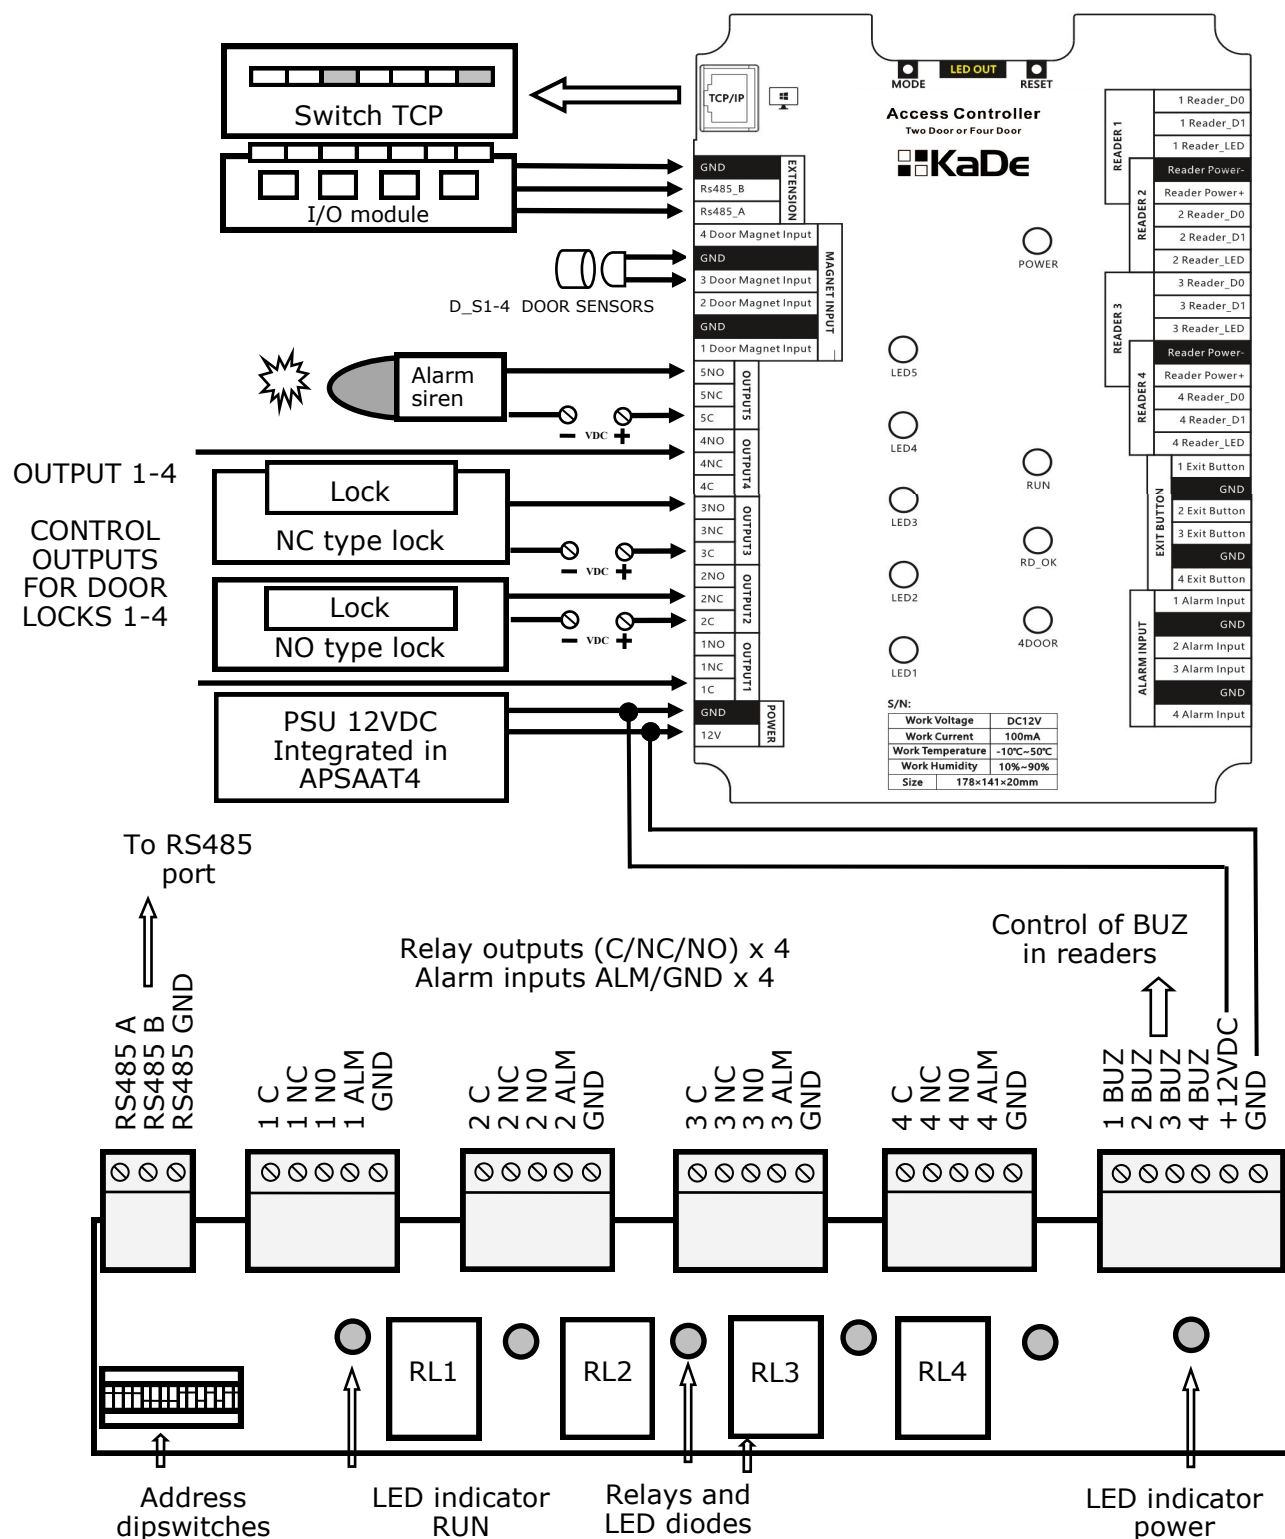 MODE
LED OUT
RESET
TCP/IP
Access Controller
Two Door or Four Door
KaDe
Switch TCP
I/O module
D_S1-4 DOOR SENSORS
Alarm
siren
− VDC +
OUTPUT 1-4
CONTROL
OUTPUTS
FOR DOOR
LOCKS 1-4
Lock
NC type lock
− VDC +
Lock
NO type lock
− VDC +
PSU 12VDC
Integrated in
APSAAT4
GND
Rs485_B
Rs485_A
EXTENSION
4 Door Magnet Input
GND
3 Door Magnet Input
2 Door Magnet Input
GND
1 Door Magnet Input
MAGNET INPUT
5NO
5NC
5C
OUTPUT5
4NO
4NC
4C
OUTPUT4
3NO
3NC
3C
OUTPUT3
2NO
2NC
2C
OUTPUT2
1NO
1NC
1C
OUTPUT1
GND
12V
POWER
LED5
LED4
LED3
LED2
LED1
POWER
RUN
RD_OK
4DOOR
READER 1
1 Reader_D0
1 Reader_D1
1 Reader_LED
Reader Power-
Reader Power+
READER 2
2 Reader_D0
2 Reader_D1
2 Reader_LED
READER 3
3 Reader_D0
3 Reader_D1
3 Reader_LED
Reader Power-
Reader Power+
READER 4
4 Reader_D0
4 Reader_D1
4 Reader_LED
EXIT BUTTON
1 Exit Button
GND
2 Exit Button
3 Exit Button
GND
4 Exit Button
ALARM INPUT
1 Alarm Input
GND
2 Alarm Input
3 Alarm Input
GND
4 Alarm Input
S/N:
Work Voltage DC12V
Work Current 100mA
Work Temperature -10℃~50℃
Work Humidity 10%~90%
Size 178×141×20mm
To RS485
port
Relay outputs (C/NC/NO) x 4
Alarm inputs ALM/GND x 4
Control of BUZ
in readers
RS485 A
RS485 B
RS485 GND
1 C
1 NC
1 N0
1 ALM
GND
2 C
2 NC
2 N0
2 ALM
GND
3 C
3 NC
3 N0
3 ALM
GND
4 C
4 NC
4 N0
4 ALM
GND
1 BUZ
2 BUZ
3 BUZ
4 BUZ
+12VDC
GND
RL1
RL2
RL3
RL4
Address
dipswitches
LED indicator
RUN
Relays and
LED diodes
LED indicator
power